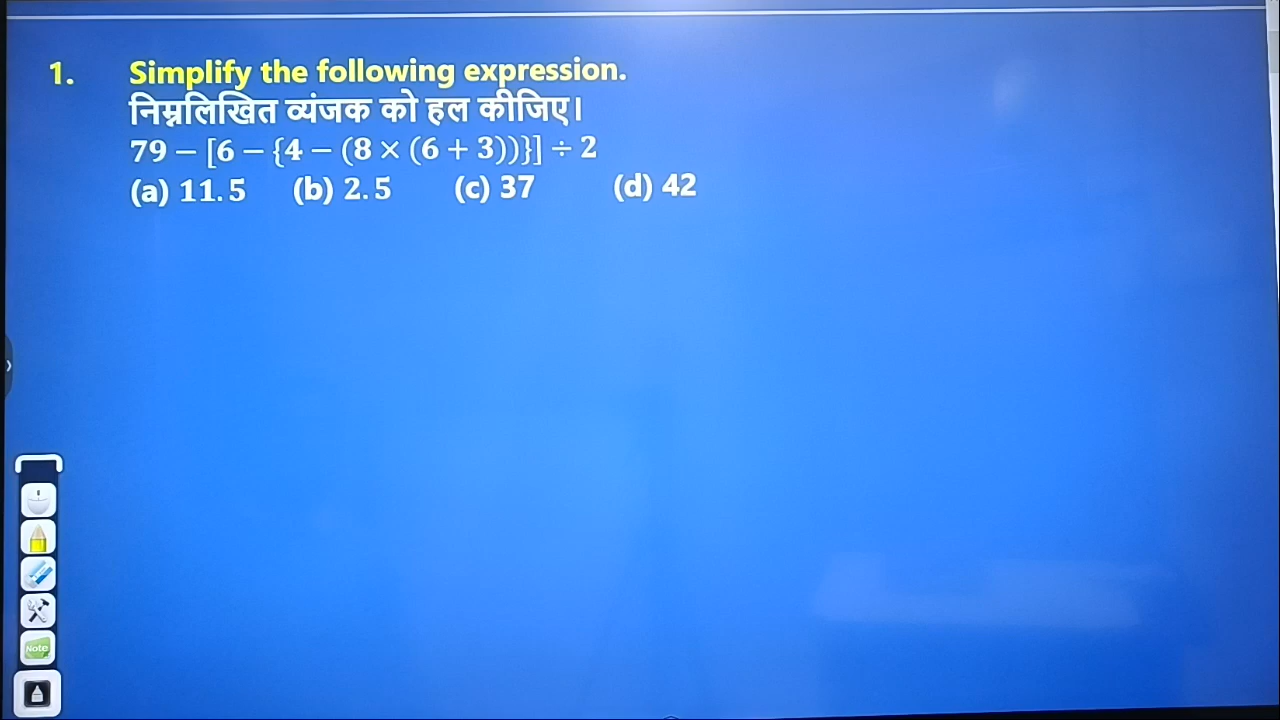 1. Simplify the following expression.
निम्नलिखित व्यंजक को हल कीजिए।
79 − [6 − {4 − (8 × (6 + 3))}] ÷ 2
(a) 11.5 (b) 2.5 (c) 37 (d) 42
Note